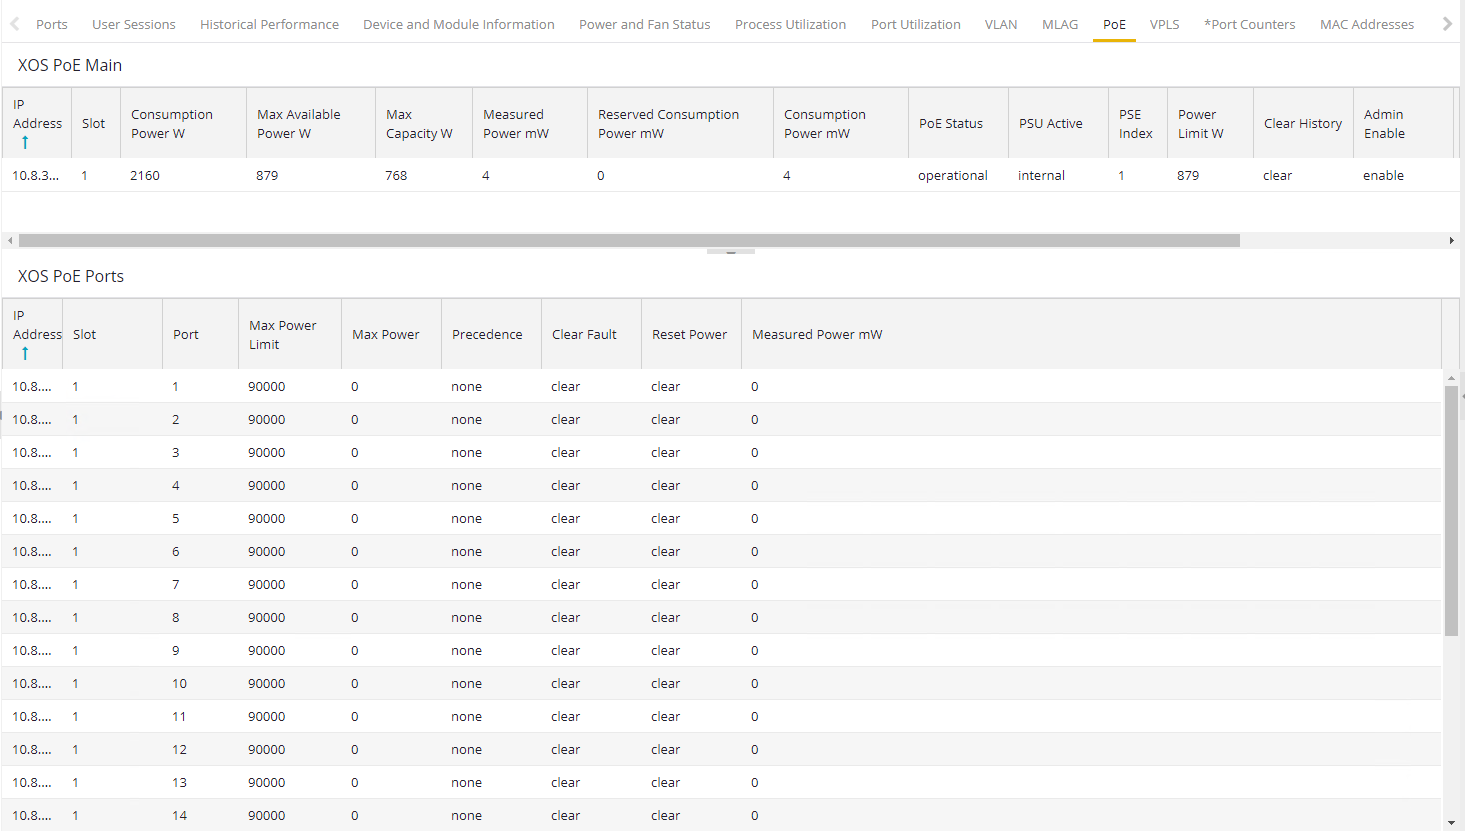 Ports User Sessions Historical Performance Device and Module Information Power and Fan Status Process Utilization Port Utilization VLAN MLAG PoE VPLS *Port Counters MAC Addresses
XOS PoE Main
IP Address Slot Consumption Power W Max Available Power W Max Capacity W Measured Power mW Reserved Consumption Power mW Consumption Power mW PoE Status PSU Active PSE Index Power Limit W Clear History Admin Enable
10.8.3... 1 2160 879 768 4 0 4 operational internal 1 879 clear enable
XOS PoE Ports
IP Address Slot Port Max Power Limit Max Power Precedence Clear Fault Reset Power Measured Power mW
10.8.... 1 1 90000 0 none clear clear 0
10.8.... 1 2 90000 0 none clear clear 0
10.8.... 1 3 90000 0 none clear clear 0
10.8.... 1 4 90000 0 none clear clear 0
10.8.... 1 5 90000 0 none clear clear 0
10.8.... 1 6 90000 0 none clear clear 0
10.8.... 1 7 90000 0 none clear clear 0
10.8.... 1 8 90000 0 none clear clear 0
10.8.... 1 9 90000 0 none clear clear 0
10.8.... 1 10 90000 0 none clear clear 0
10.8.... 1 11 90000 0 none clear clear 0
10.8.... 1 12 90000 0 none clear clear 0
10.8.... 1 13 90000 0 none clear clear 0
10.8.... 1 14 90000 0 none clear clear 0